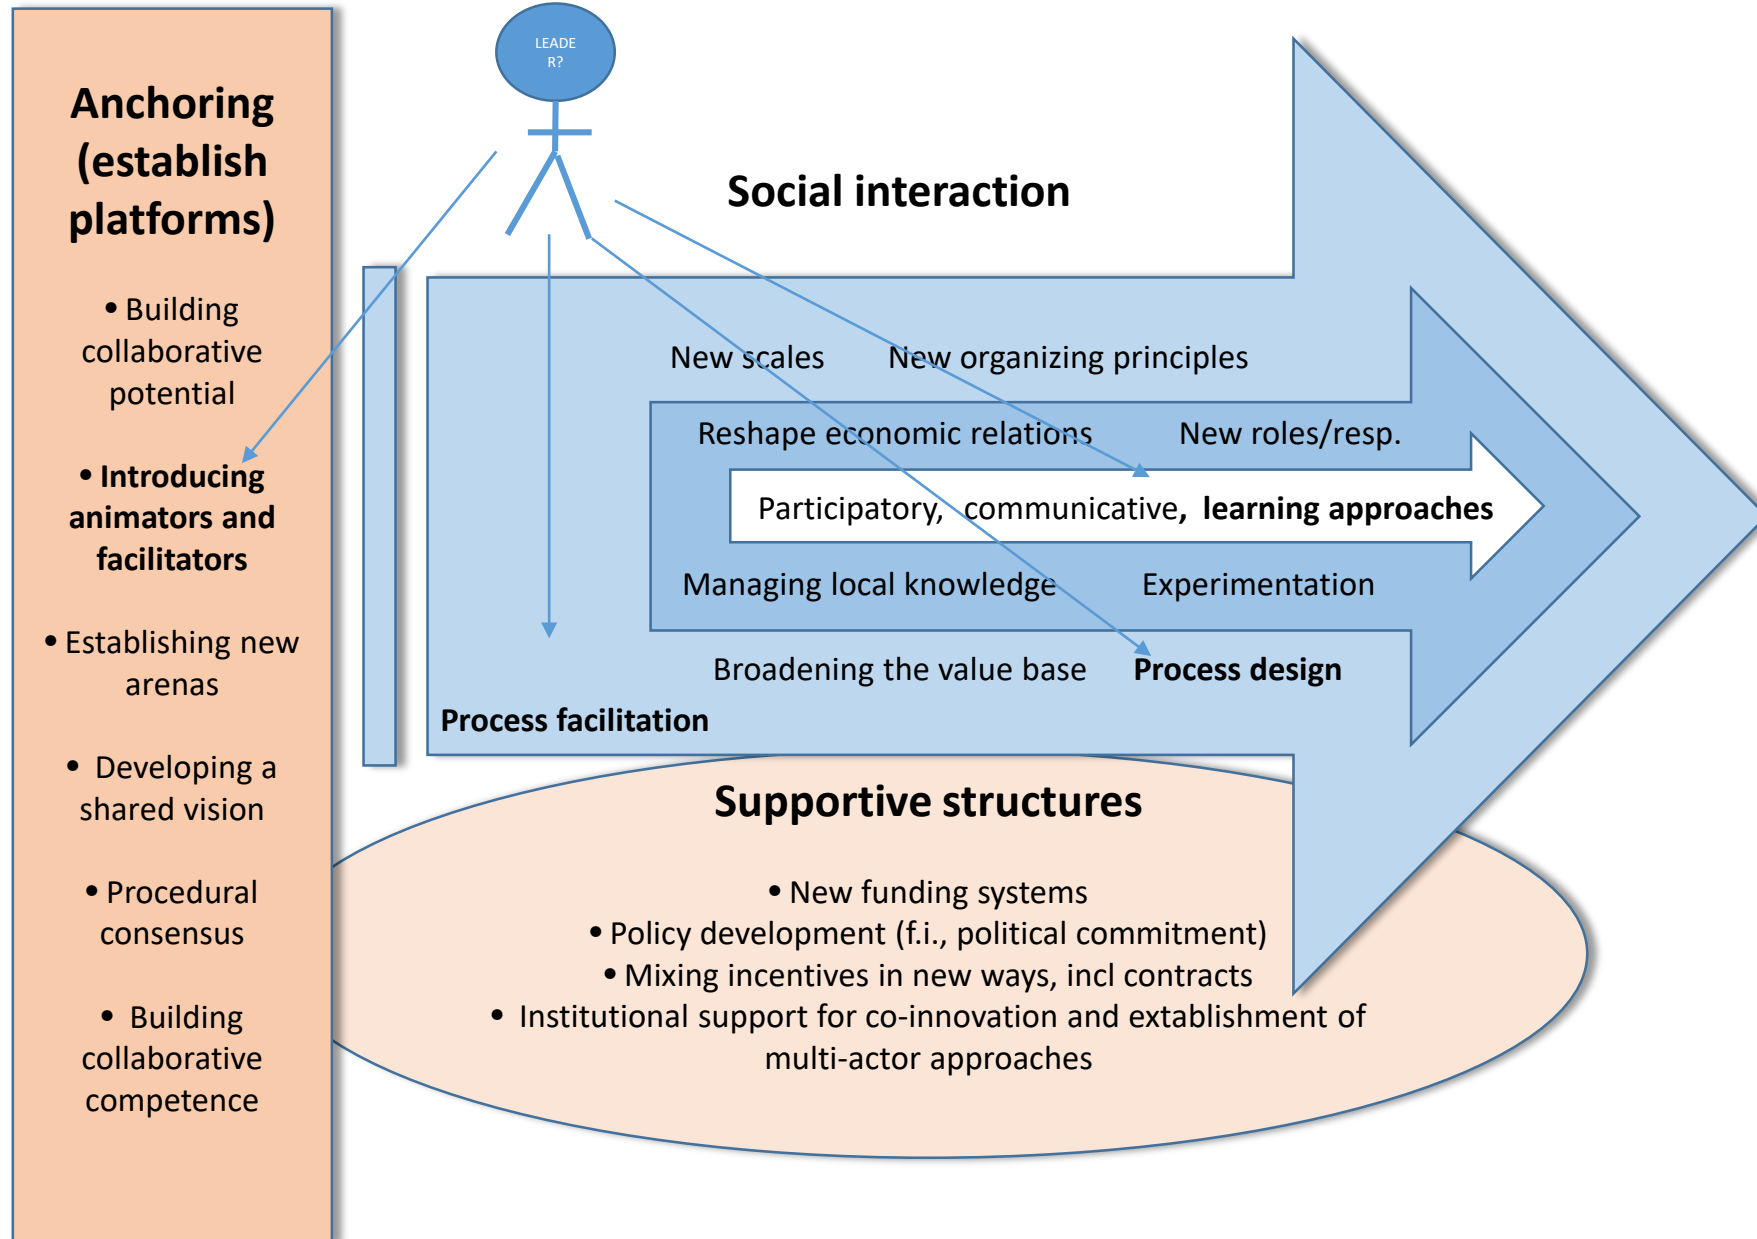 LEADE
R?
Anchoring
(establish
platforms)
• Building
collaborative
potential
• Introducing
animators and
facilitators
• Establishing new
arenas
• Developing a
shared vision
• Procedural
consensus
• Building
collaborative
competence
Social interaction
New scales New organizing principles
Reshape economic relations New roles/resp.
Participatory, communicative, learning approaches
Managing local knowledge Experimentation
Broadening the value base Process design
Process facilitation
Supportive structures
• New funding systems
• Policy development (f.i., political commitment)
• Mixing incentives in new ways, incl contracts
• Institutional support for co-innovation and extablishment of
multi-actor approaches